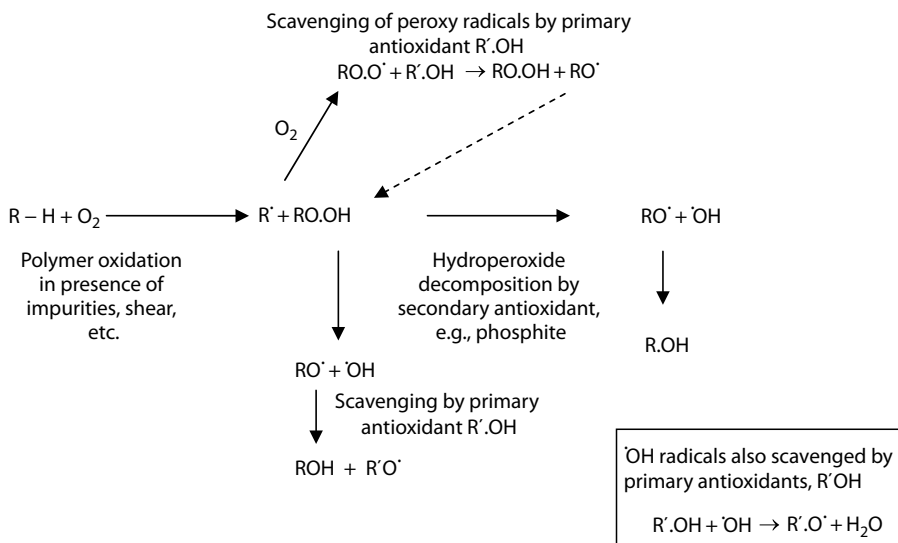 Scavenging of peroxy radicals by primary
antioxidant R′.OH
RO.O˙ + R′.OH → RO.OH + RO˙
O₂
R – H + O₂
R˙ + RO.OH
RO˙ + ˙OH
Polymer oxidation
in presence of
impurities, shear,
etc.
Hydroperoxide
decomposition by
secondary antioxidant,
e.g., phosphite
R.OH
RO˙ + ˙OH
Scavenging by primary
antioxidant R′.OH
ROH + R′O˙
˙OH radicals also scavenged by
primary antioxidants, R′OH
R′.OH + ˙OH → R′.O˙ + H₂O